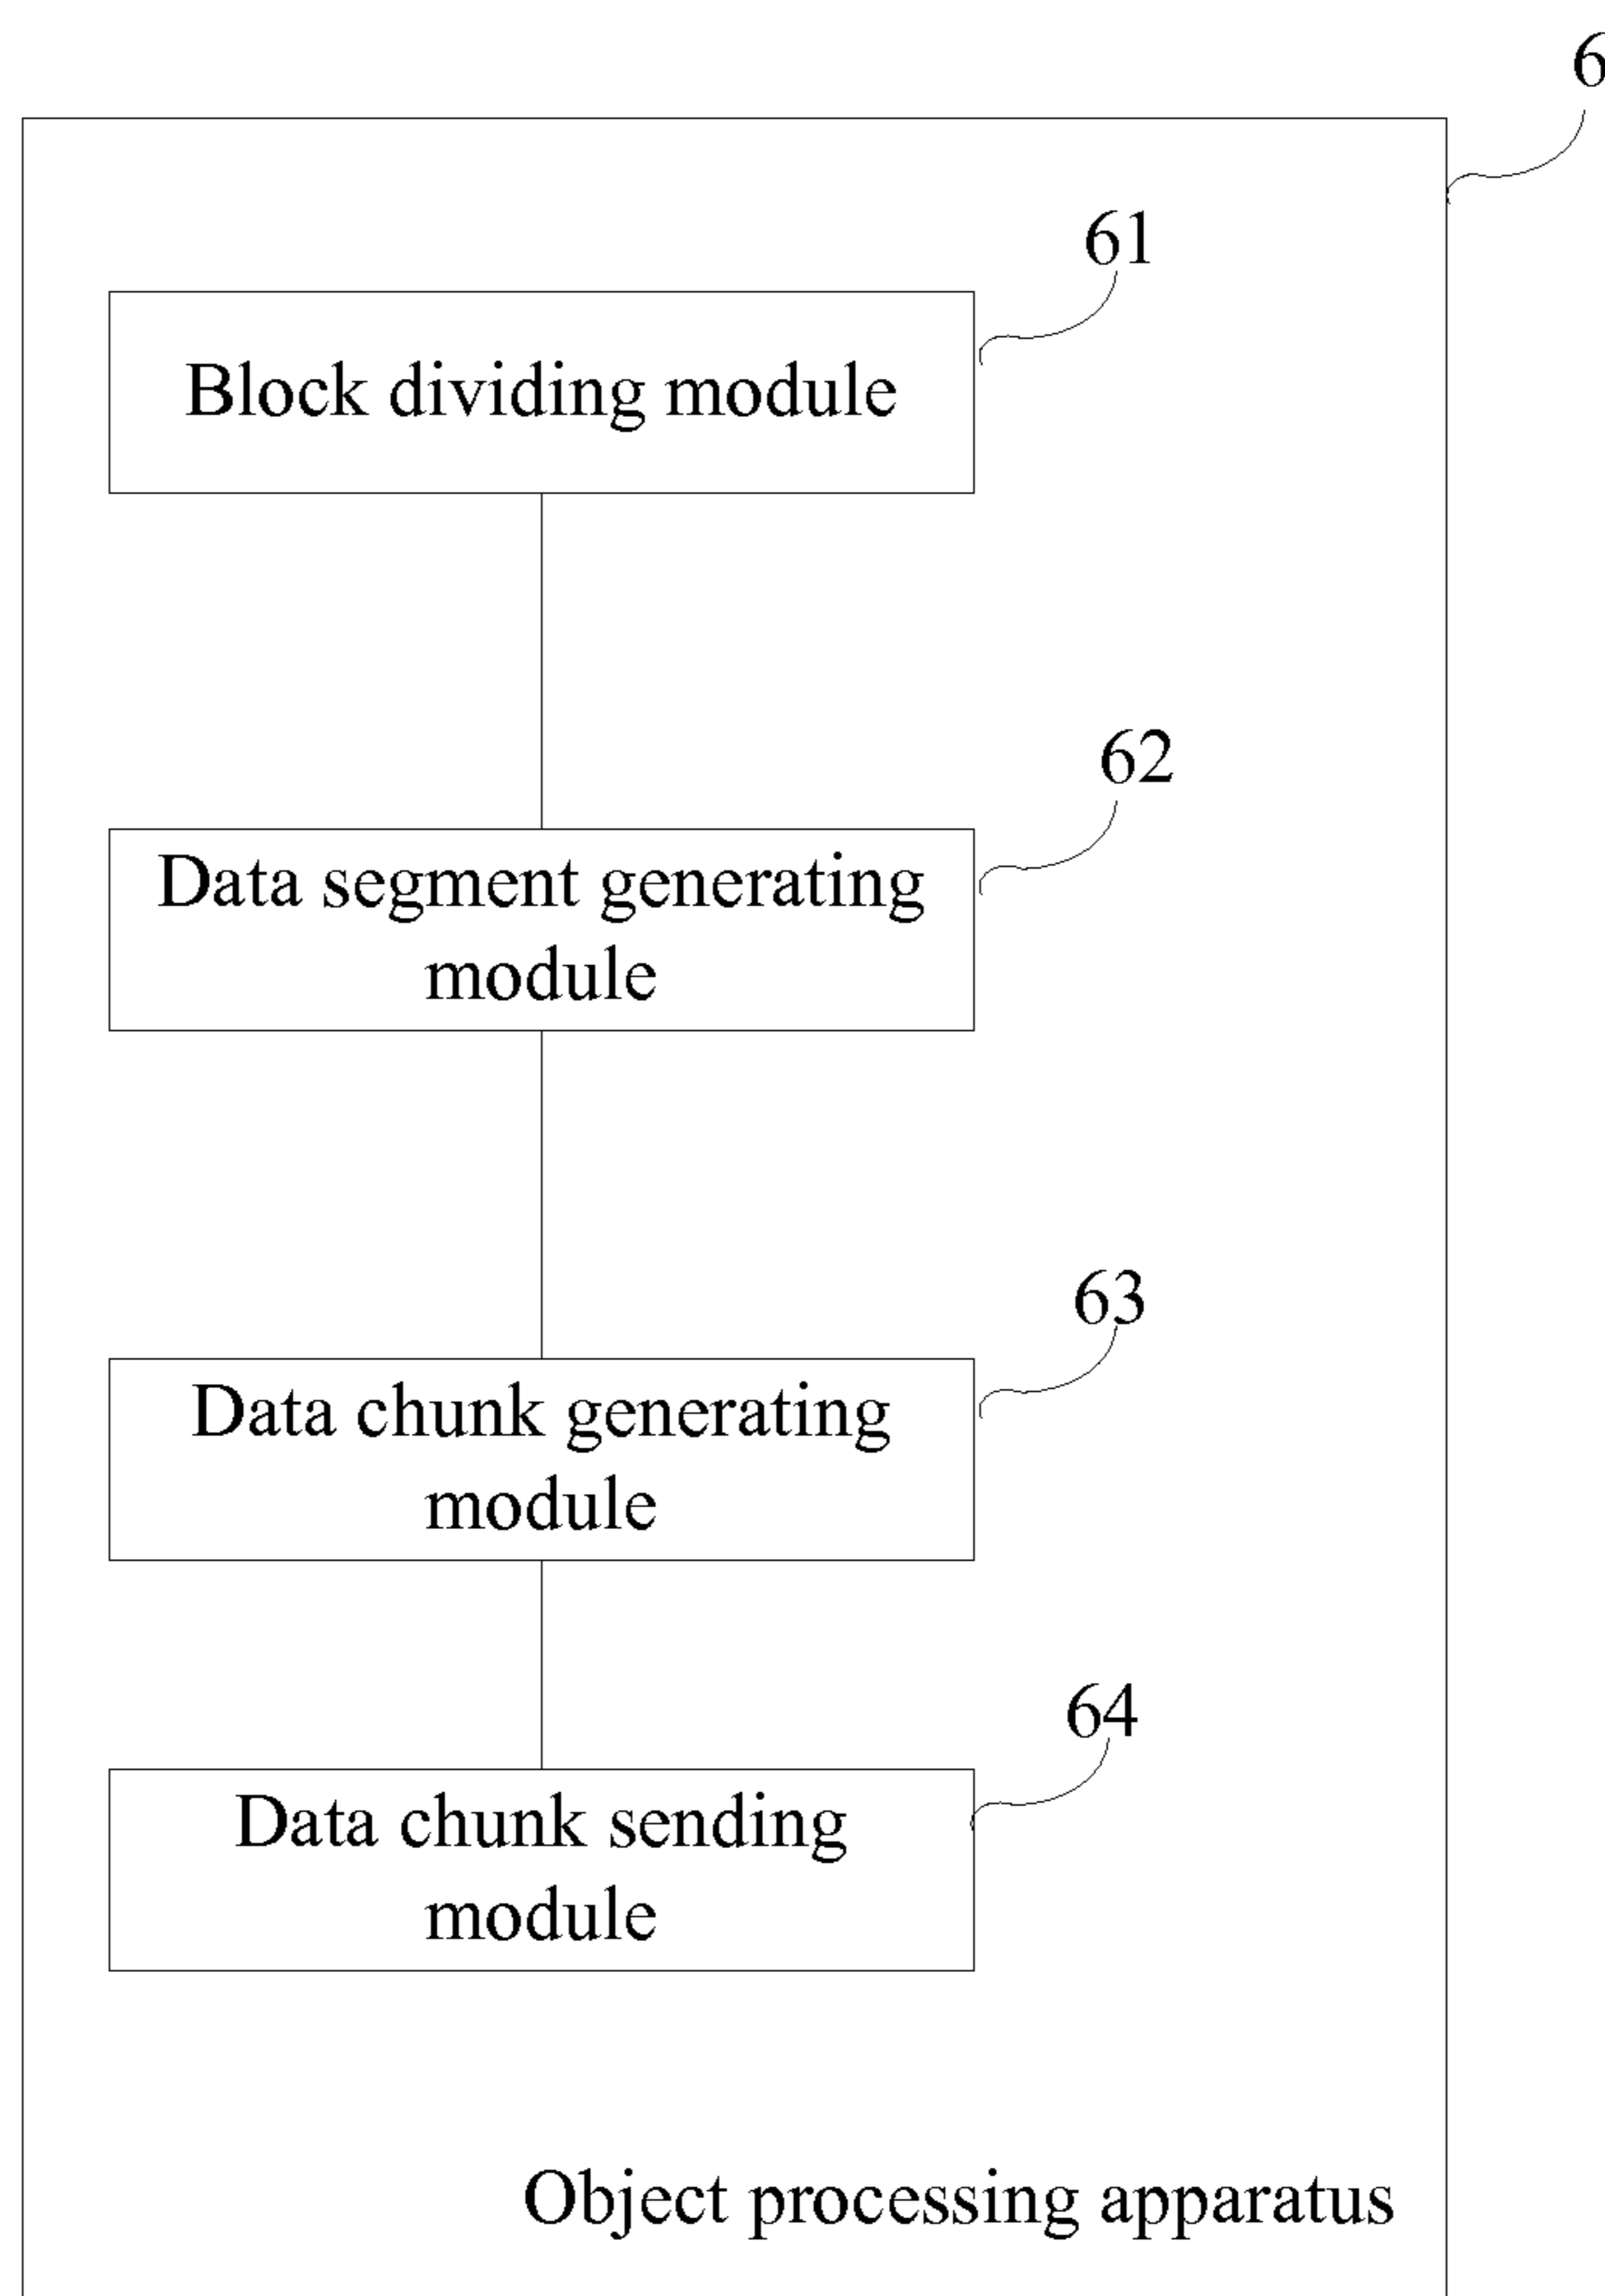 6
61
Block dividing module
62
Data segment generating
module
63
Data chunk generating
module
64
Data chunk sending
module
Object processing apparatus